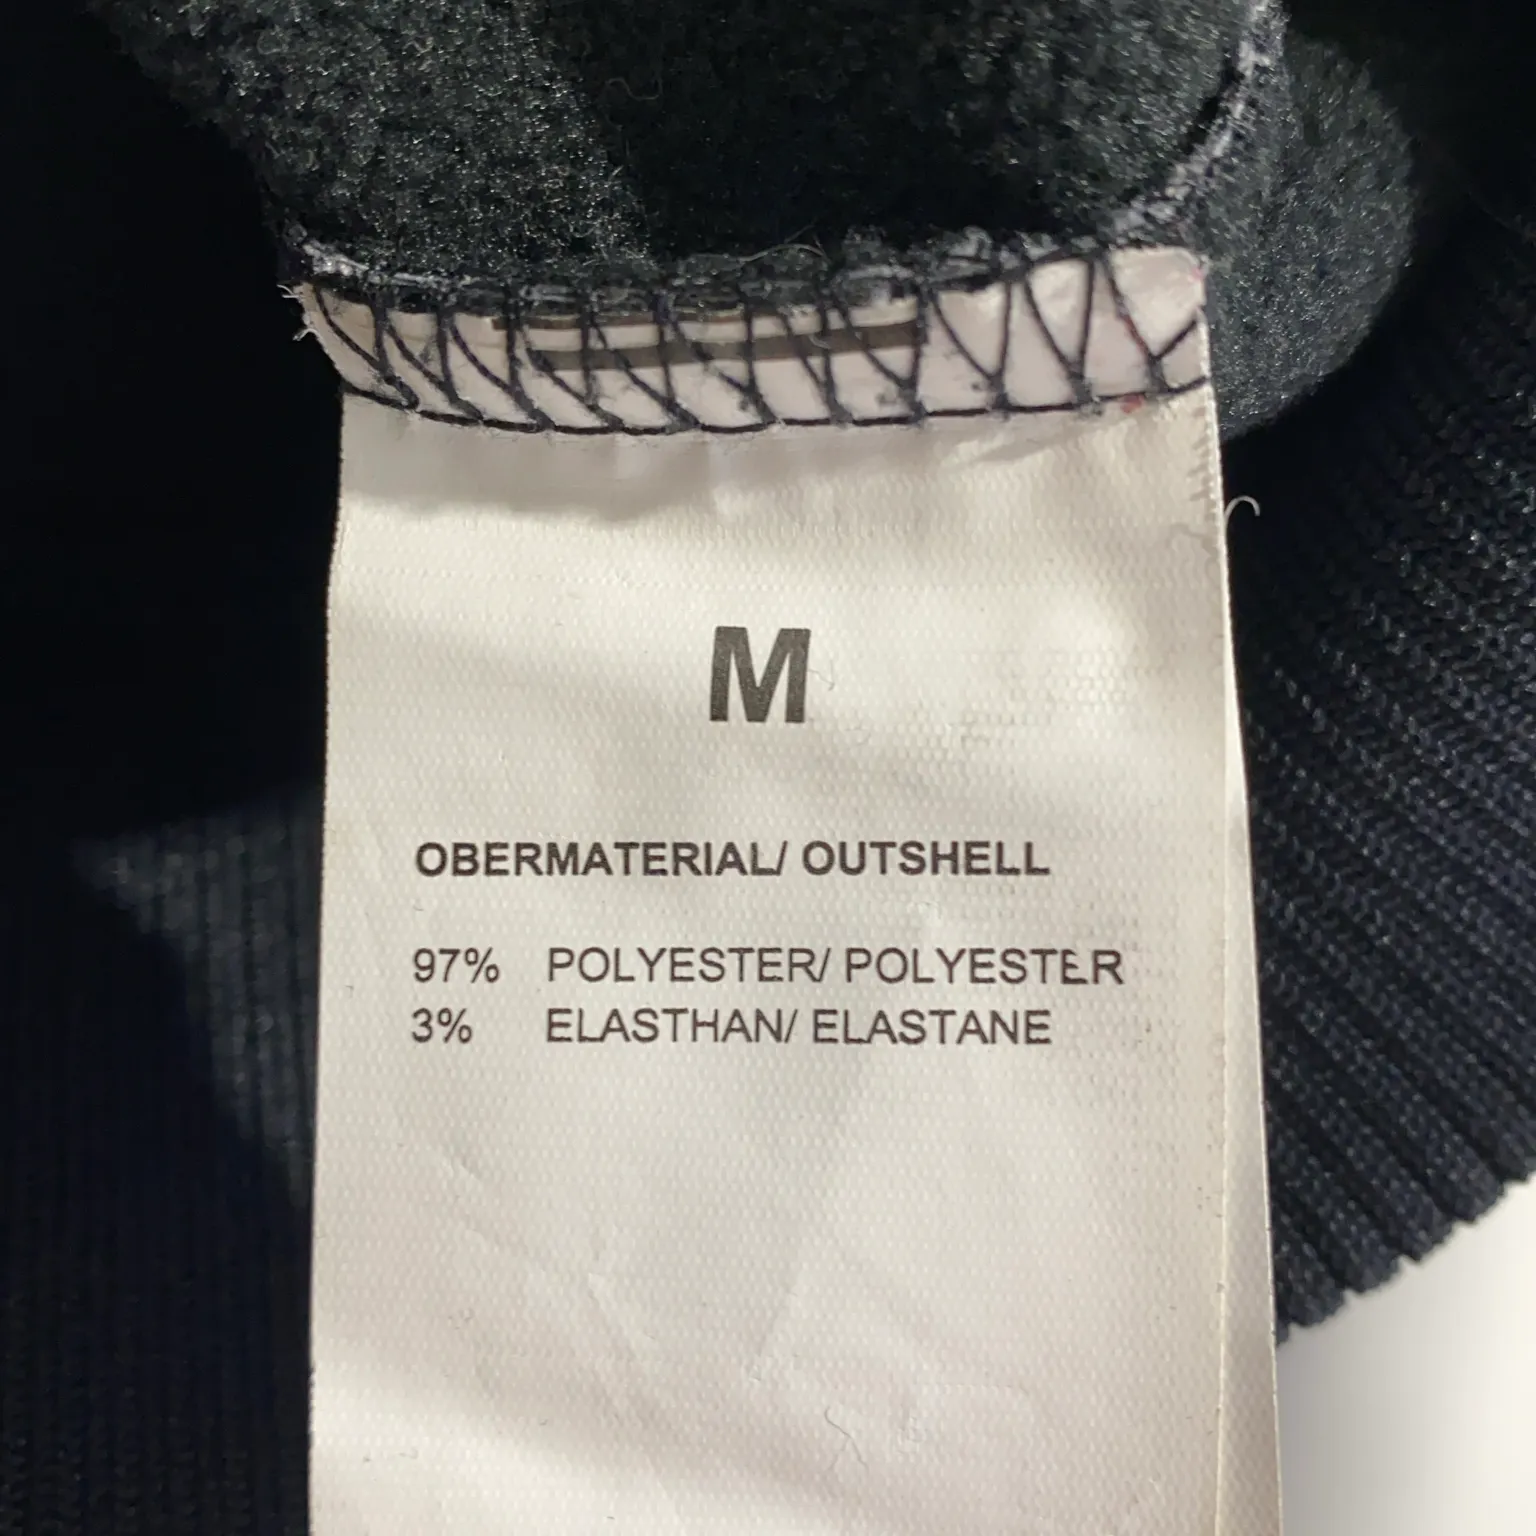 M
OBERMATERIAL/ OUTSHELL
97% POLYESTER/ POLYESTER
3% ELASTHAN/ ELASTANE